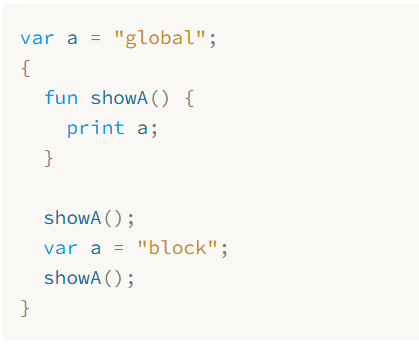 var a = "global";
{
  fun showA() {
    print a;
  }

  showA();
  var a = "block";
  showA();
}